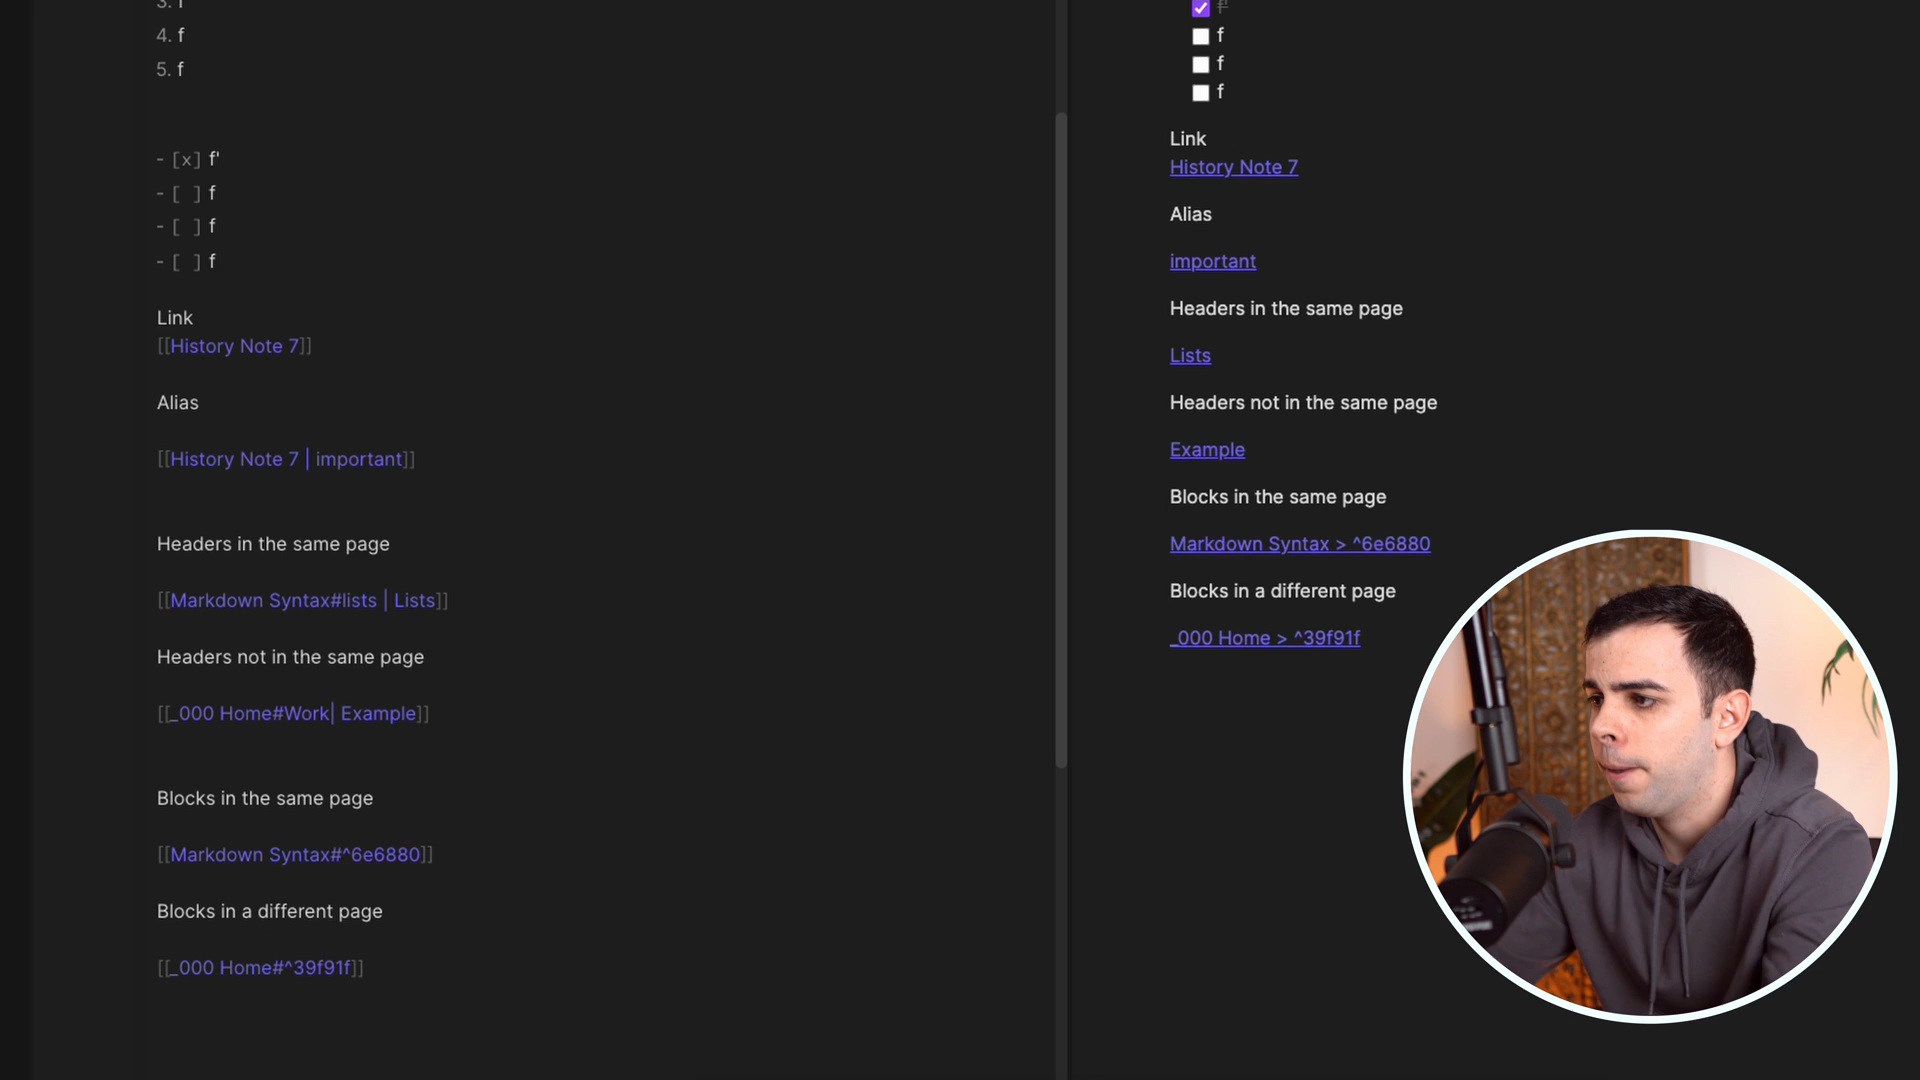 3. f
4. f
5. f
- [x] f'
- [ ] f
- [ ] f
- [ ] f
Link
[[History Note 7]]
Alias
[[History Note 7 | important]]
Headers in the same page
[[Markdown Syntax#lists | Lists]]
Headers not in the same page
[[_000 Home#Work| Example]]
Blocks in the same page
[[Markdown Syntax#^6e6880]]
Blocks in a different page
[[_000 Home#^39f91f]]
f'
f
f
f
Link
History Note 7
Alias
important
Headers in the same page
Lists
Headers not in the same page
Example
Blocks in the same page
Markdown Syntax > ^6e6880
Blocks in a different page
_000 Home > ^39f91f